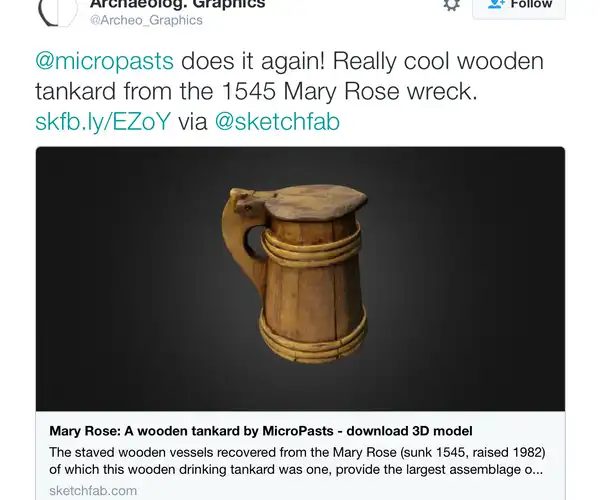 Archaeolog. Graphics
@Archeo_Graphics
Follow
@micropasts does it again! Really cool wooden
tankard from the 1545 Mary Rose wreck.
skfb.ly/EZoY via @sketchfab
Mary Rose: A wooden tankard by MicroPasts - download 3D model
The staved wooden vessels recovered from the Mary Rose (sunk 1545, raised 1982)
of which this wooden drinking tankard was one, provide the largest assemblage o...
sketchfab.com